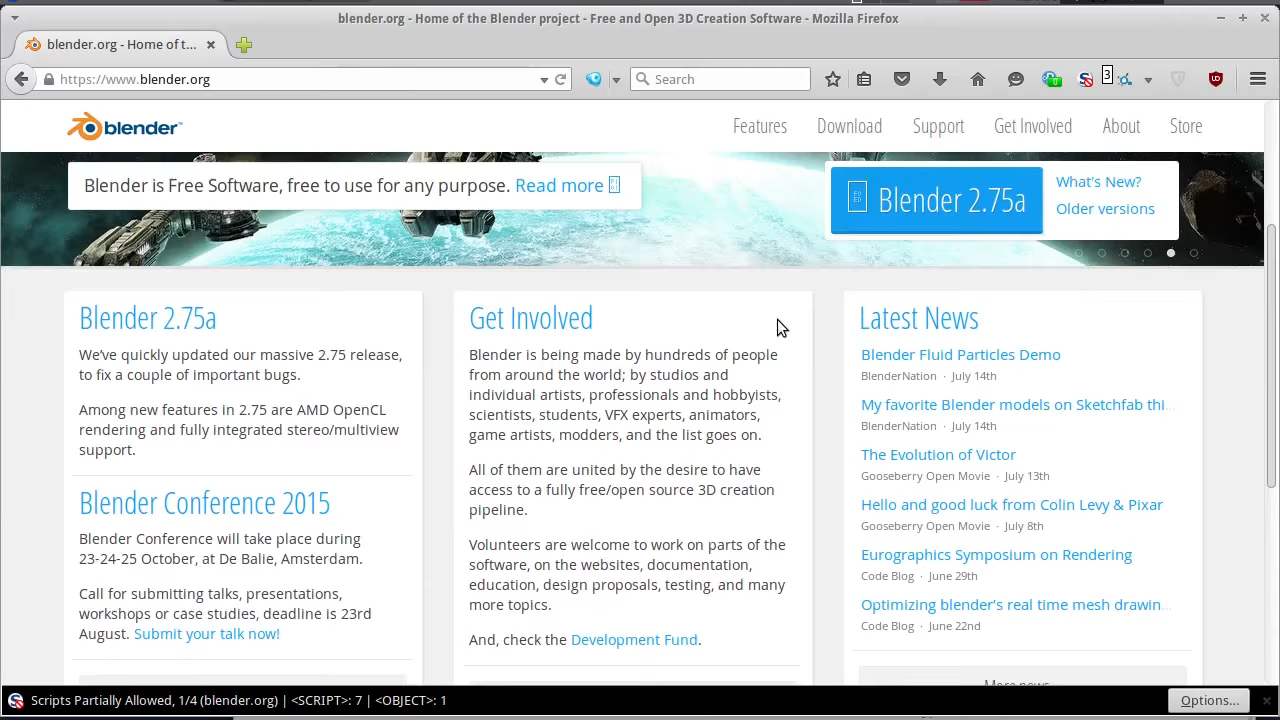 blender.org - Home of the Blender project - Free and Open 3D Creation Software - Mozilla Firefox
blender.org - Home of t...
https://www.blender.org
Search
3
blender
Features
Download
Support
Get Involved
About
Store
Blender is Free Software, free to use for any purpose. Read more
Blender 2.75a
What's New?
Older versions
Blender 2.75a
We've quickly updated our massive 2.75 release,
to fix a couple of important bugs.
Among new features in 2.75 are AMD OpenCL
rendering and fully integrated stereo/multiview
support.
Blender Conference 2015
Blender Conference will take place during
23-24-25 October, at De Balie, Amsterdam.
Call for submitting talks, presentations,
workshops or case studies, deadline is 23rd
August. Submit your talk now!
Get Involved
Blender is being made by hundreds of people
from around the world; by studios and
individual artists, professionals and hobbyists,
scientists, students, VFX experts, animators,
game artists, modders, and the list goes on.
All of them are united by the desire to have
access to a fully free/open source 3D creation
pipeline.
Volunteers are welcome to work on parts of the
software, on the websites, documentation,
education, design proposals, testing, and many
more topics.
And, check the Development Fund.
Latest News
Blender Fluid Particles Demo
BlenderNation · July 14th
My favorite Blender models on Sketchfab thi...
BlenderNation · July 14th
The Evolution of Victor
Gooseberry Open Movie · July 13th
Hello and good luck from Colin Levy & Pixar
Gooseberry Open Movie · July 8th
Eurographics Symposium on Rendering
Code Blog · June 29th
Optimizing blender's real time mesh drawin...
Code Blog · June 22nd
More news
Scripts Partially Allowed, 1/4 (blender.org) | <SCRIPT>: 7 | <OBJECT>: 1
Options...